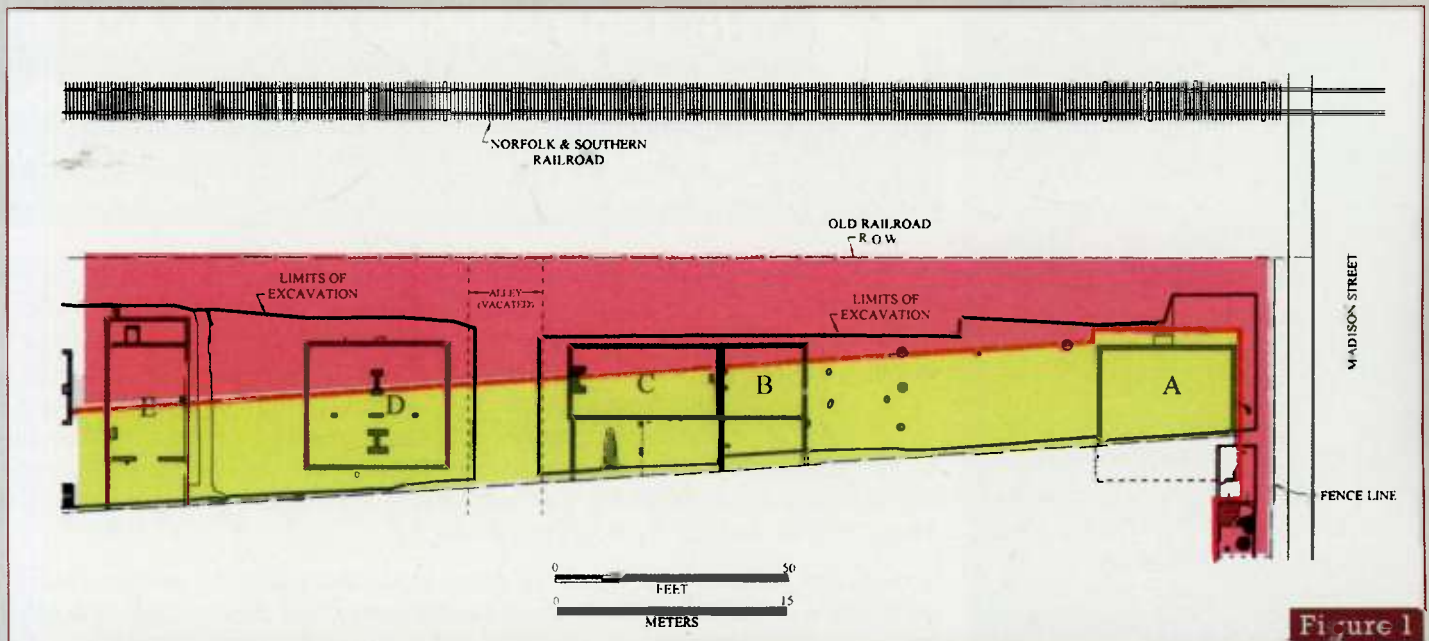 NORFOLK & SOUTHERN
RAILROAD
OLD RAILROAD
R O W
LIMITS OF
EXCAVATION
ALLEY
(VACATED)
LIMITS OF
EXCAVATION
MADISON STREET
E
D
C
B
A
FENCE LINE
0 50
FEET
0 15
METERS
Figure 1